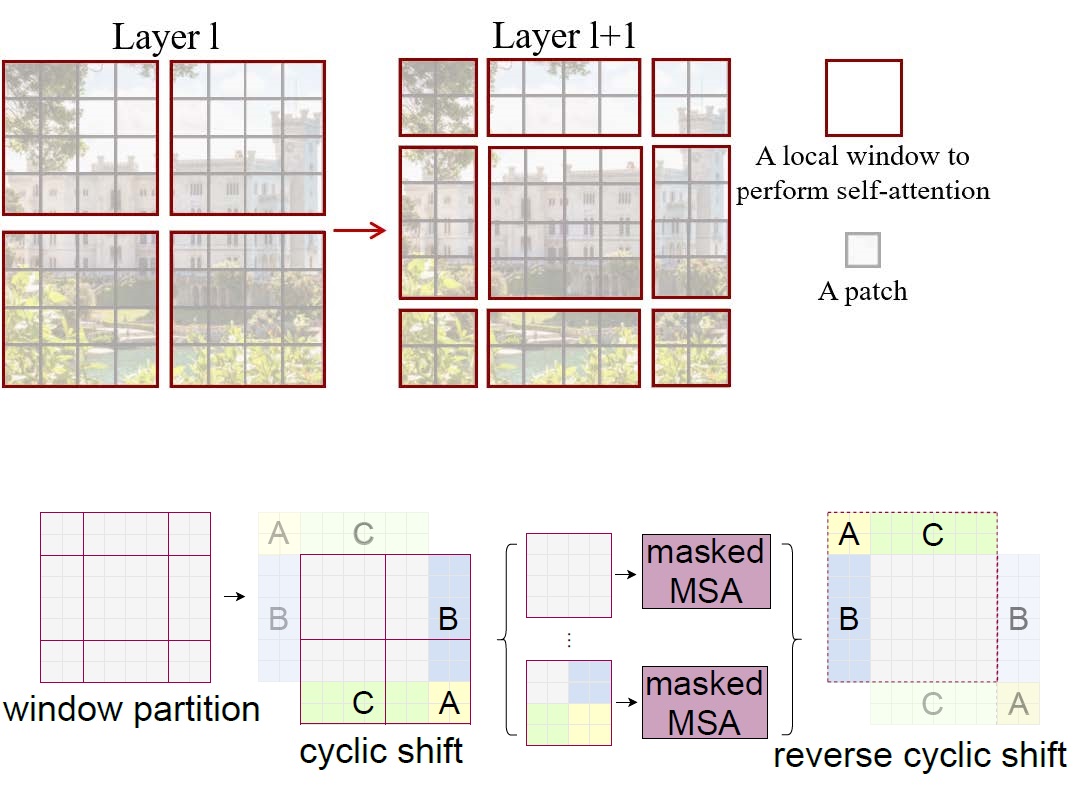 Layer l
Layer l+1
A local window to
perform self-attention
A patch
A
C
B
B
C
A
window partition
cyclic shift
masked
MSA
⋮
masked
MSA
A
C
B
B
C
A
reverse cyclic shift